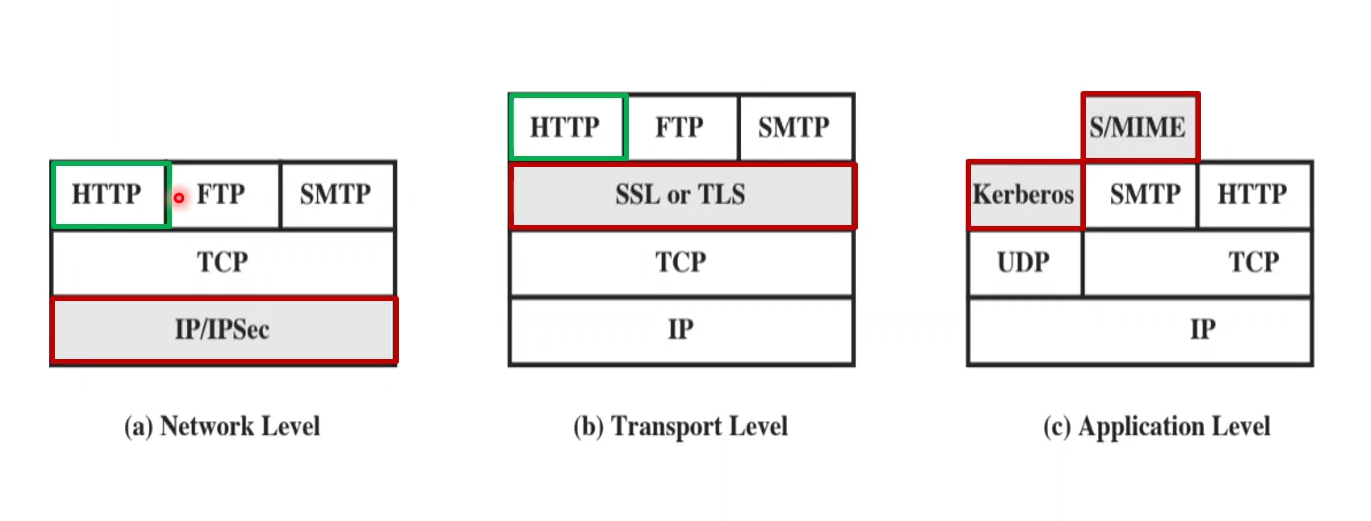 HTTP FTP SMTP
TCP
IP/IPSec
(a) Network Level
HTTP FTP SMTP
SSL or TLS
TCP
IP
(b) Transport Level
S/MIME
Kerberos SMTP HTTP
UDP TCP
IP
(c) Application Level